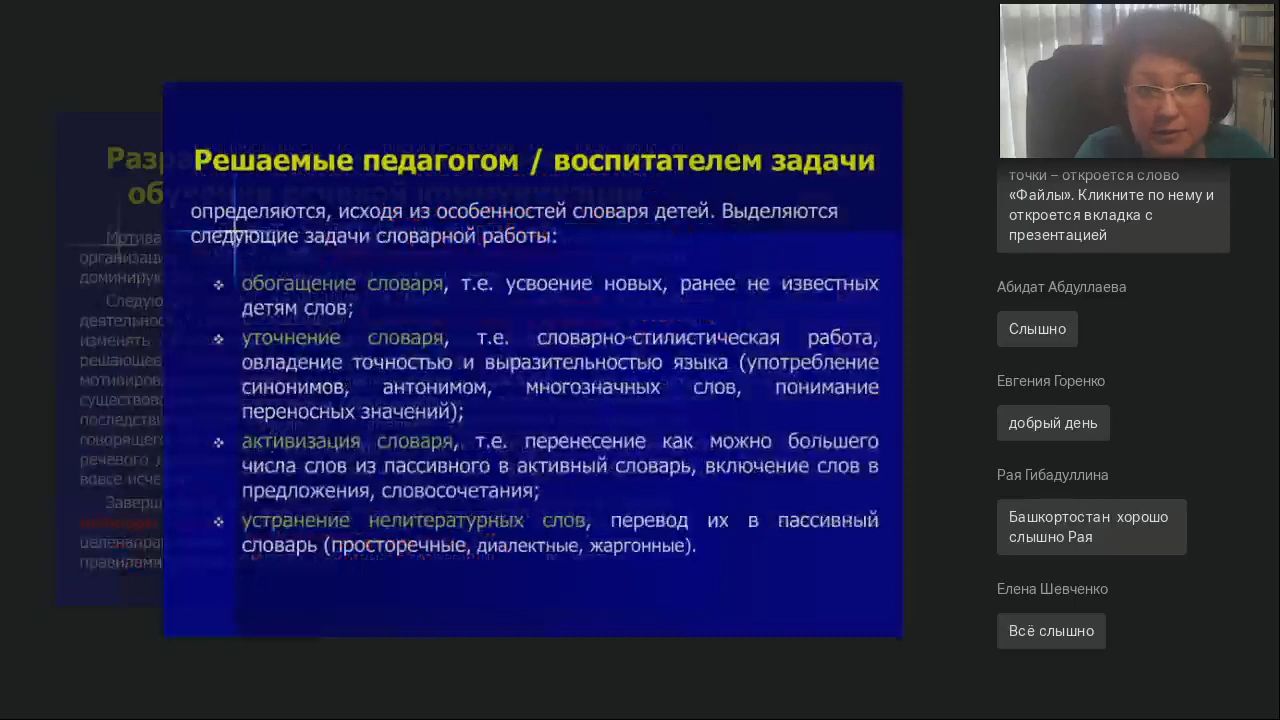 Решаемые педагогом / воспитателем задачи
определяются, исходя из особенностей словаря детей. Выделяются
следующие задачи словарной работы:
обогащение словаря, т.е. усвоение новых, ранее не известных
детям слов;
уточнение словаря, т.е. словарно-стилистическая работа,
овладение точностью и выразительностью языка (употребление
синонимов, антонимом, многозначных слов, понимание
переносных значений);
активизация словаря, т.е. перенесение как можно большего
числа слов из пассивного в активный словарь, включение слов в
предложения, словосочетания;
устранение нелитературных слов, перевод их в пассивный
словарь (просторечные, диалектные, жаргонные).
точки – откроется слово
«Файлы». Кликните по нему и
откроется вкладка с
презентацией
Абидат Абдуллаева
Слышно
Евгения Горенко
добрый день
Рая Гибадуллина
Башкортостан хорошо
слышно Рая
Елена Шевченко
Всё слышно